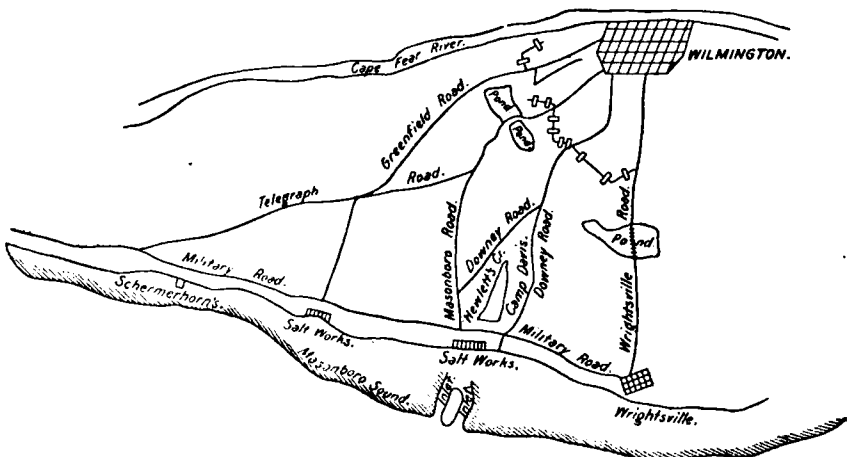 Cape Fear River.
WILMINGTON.
Greenfield Road.
Pond
Pond
Telegraph Road.
Masonboro Road.
Downey Road.
Hewlett's Cr.
Camp Davis.
Downey Road.
Wrightsville Road.
Pond
Military Road.
Schermerhorn's.
Salt Works.
Masonboro Sound.
Salt Works.
Military Road.
Inlet
Inlet
Wrightsville.